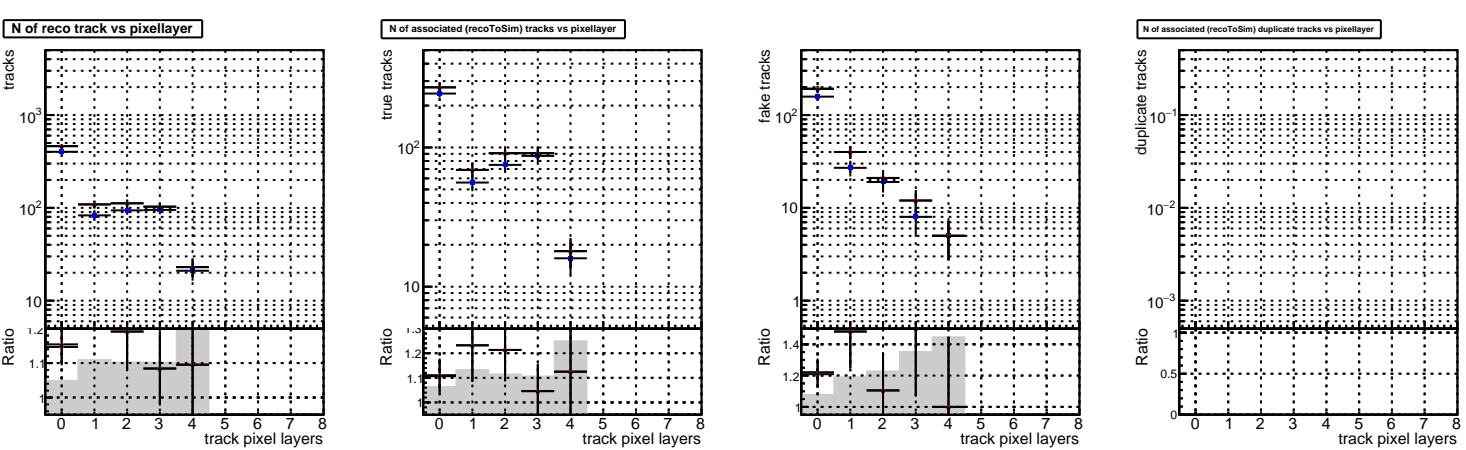 N of reco track vs pixellayer
tracks
10³
10²
10
Ratio
1.2
1.1
1
0 1 2 3 4 5 6 7 8
track pixel layers
N of associated (recoToSim) tracks vs pixellayer
true tracks
10²
10
Ratio
1.3
1.2
1.1
1
0 1 2 3 4 5 6 7 8
track pixel layers
fake tracks
10²
10
1
Ratio
1.4
1.2
1
0 1 2 3 4 5 6 7 8
track pixel layers
N of associated (recoToSim) duplicate tracks vs pixellayer
duplicate tracks
10⁻¹
10⁻²
10⁻³
Ratio
1
0.5
0
0 1 2 3 4 5 6 7 8
track pixel layers